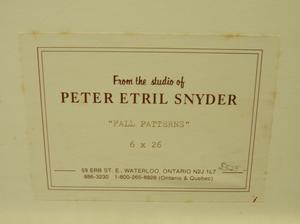 From the studio of
PETER ETRIL SNYDER
"FALL PATTERNS"
6 x 26
59 ERB ST. E., WATERLOO, ONTARIO N2J 1L7
886-3230 1-800-265-8828 (Ontario & Quebec)